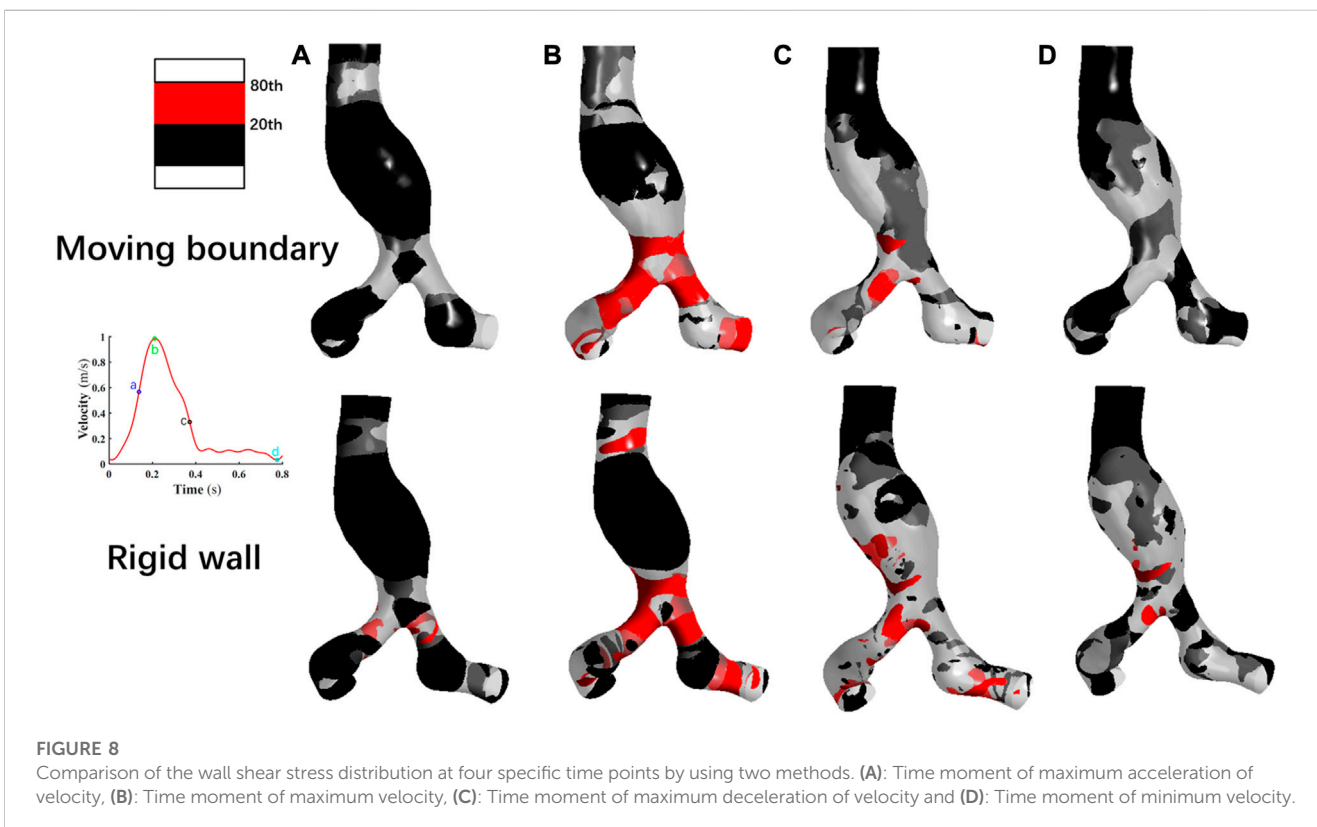 A
B
C
D
80th
20th
Moving boundary
1
0.8
0.6
0.4
0.2
0
Velocity (m/s)
a
b
c
d
0 0.2 0.4 0.6 0.8
Time (s)
Rigid wall
FIGURE 8
Comparison of the wall shear stress distribution at four specific time points by using two methods. (A): Time moment of maximum acceleration of
velocity, (B): Time moment of maximum velocity, (C): Time moment of maximum deceleration of velocity and (D): Time moment of minimum velocity.